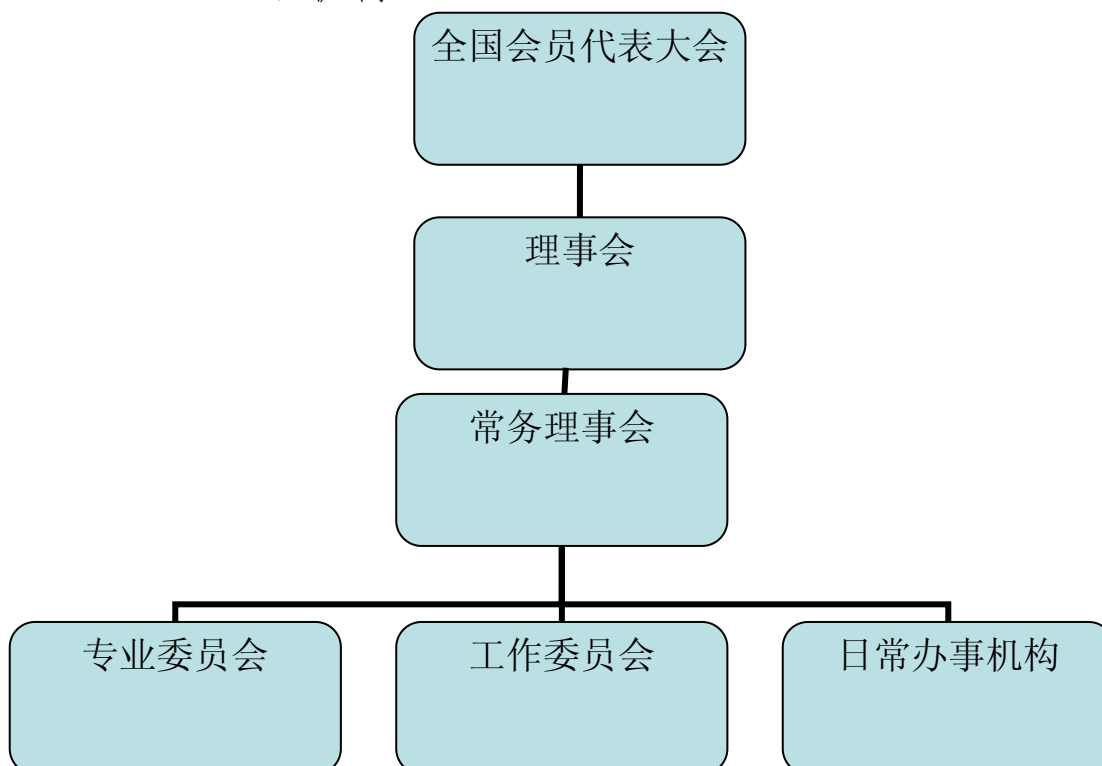 全国会员代表大会
理事会
常务理事会
专业委员会
工作委员会
日常办事机构